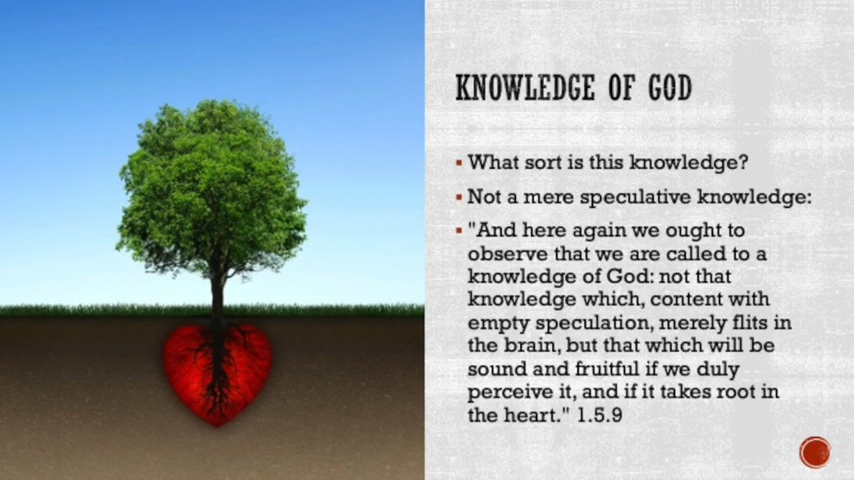 KNOWLEDGE OF GOD
▪ What sort is this knowledge?
▪ Not a mere speculative knowledge:
▪ "And here again we ought to
observe that we are called to a
knowledge of God: not that
knowledge which, content with
empty speculation, merely flits in
the brain, but that which will be
sound and fruitful if we duly
perceive it, and if it takes root in
the heart." 1.5.9